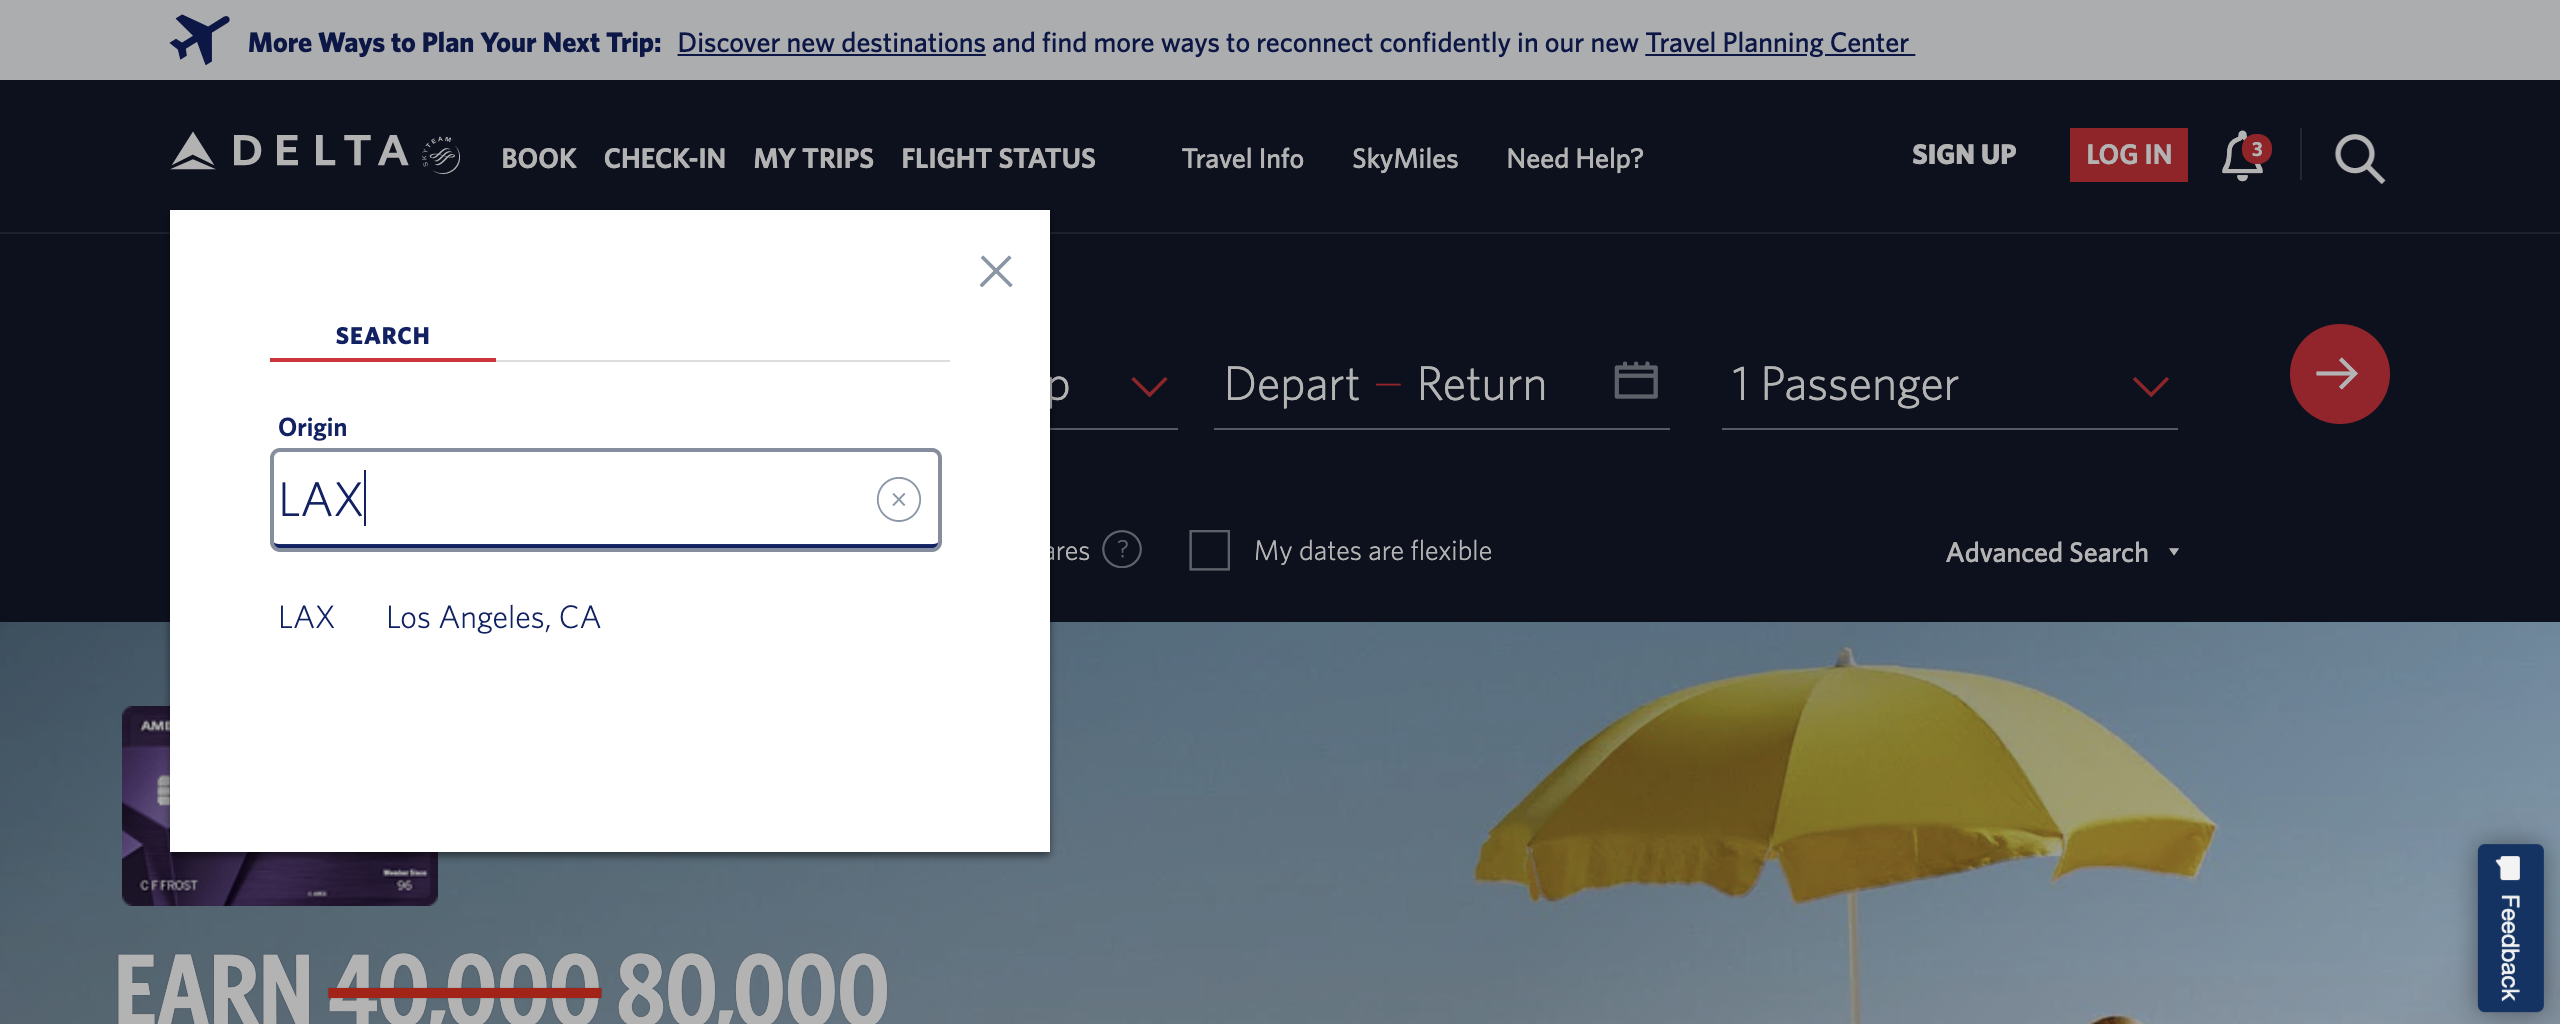 More Ways to Plan Your Next Trip: Discover new destinations and find more ways to reconnect confidently in our new Travel Planning Center
DELTA SKYTEAM BOOK CHECK-IN MY TRIPS FLIGHT STATUS Travel Info SkyMiles Need Help? SIGN UP LOG IN 3
SEARCH
Origin
LAX
LAX Los Angeles, CA
p Depart – Return 1 Passenger
ares ? My dates are flexible Advanced Search
AME
C F FROST
Member Since
96
EARN 40,000 80,000
Feedback